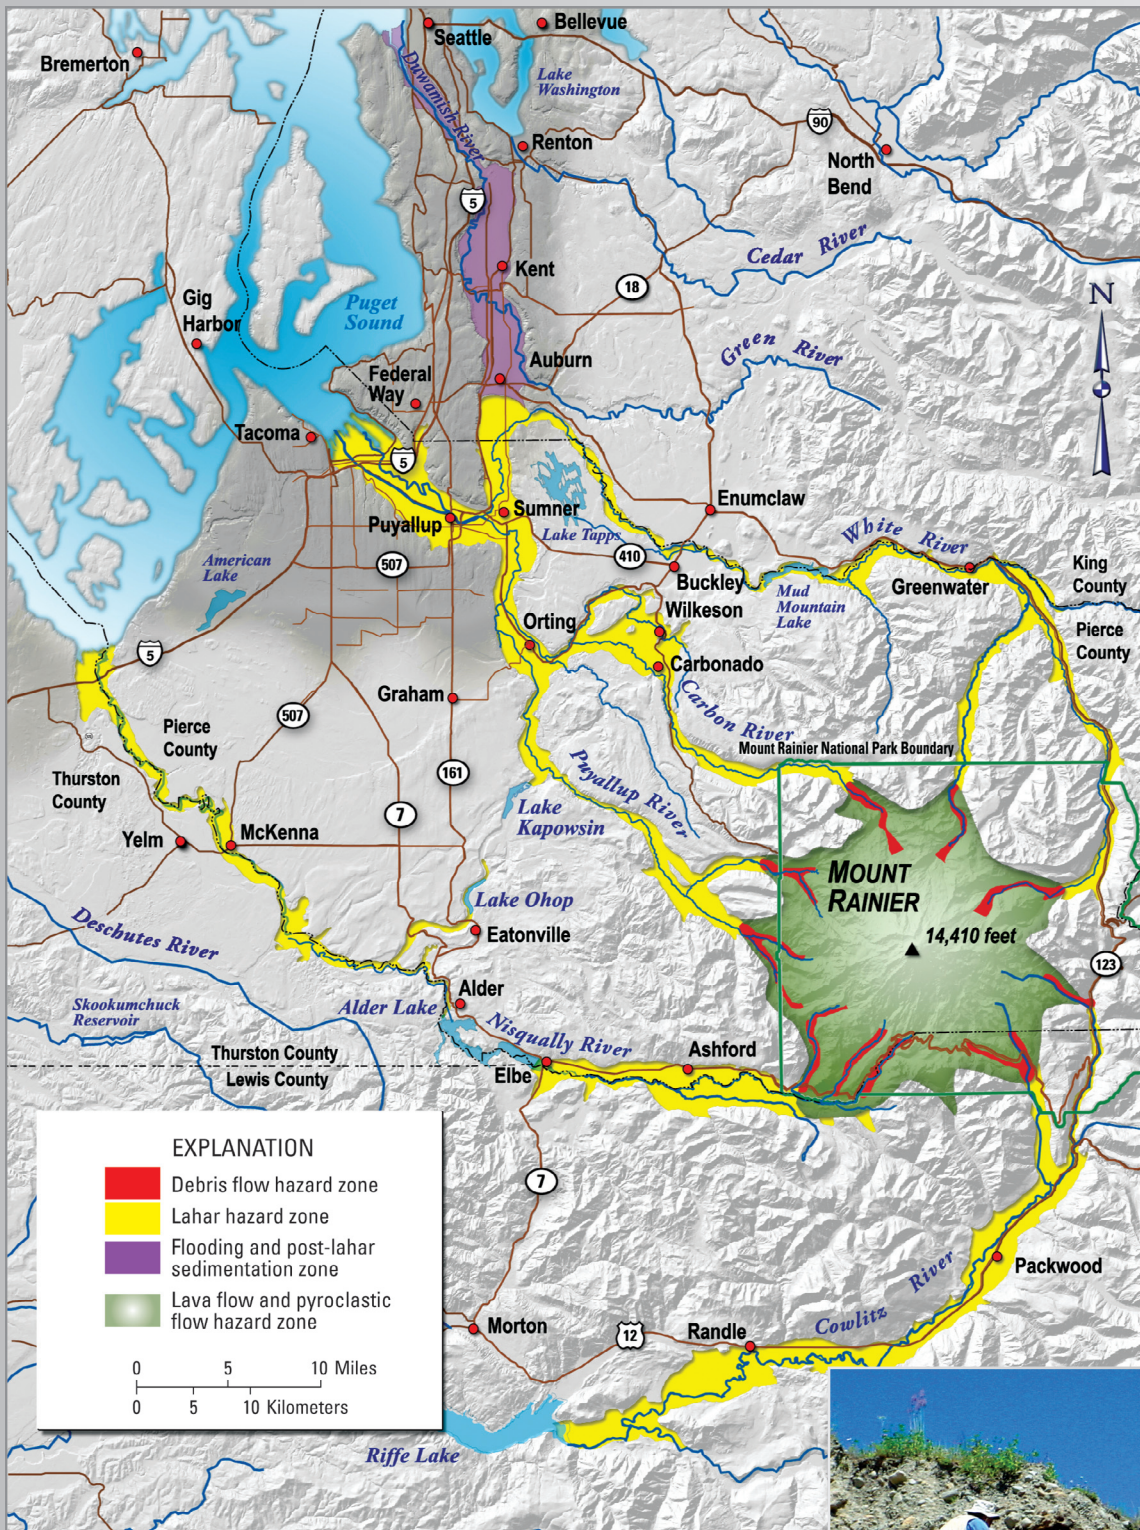 Seattle
Bellevue
Bremerton
Duwamish River
Lake
Washington
Renton
90
North
Bend
5
Kent
Cedar River
18
N
Gig
Harbor
Puget
Sound
Auburn
Green River
Federal
Way
Tacoma
5
Enumclaw
Sumner
Puyallup
Lake Tapps
White River
410
507
American
Lake
Buckley
Greenwater
King
County
Mud
Mountain
Lake
Wilkeson
Orting
Pierce
County
5
Carbonado
Graham
Carbon River
507
Pierce
County
Mount Rainier National Park Boundary
Thurston
County
161
Puyallup River
Lake
Kapowsin
7
Yelm
McKenna
MOUNT
RAINIER
Lake Ohop
Deschutes River
Eatonville
14,410 feet
123
Alder
Skookumchuck
Reservoir
Alder Lake
Nisqually River
Thurston County
Lewis County
Ashford
Elbe
EXPLANATION
Debris flow hazard zone
Lahar hazard zone
Flooding and post-lahar
sedimentation zone
Lava flow and pyroclastic
flow hazard zone
0 5 10 Miles
0 5 10 Kilometers
7
Packwood
Cowlitz River
Morton
12
Randle
Riffe Lake